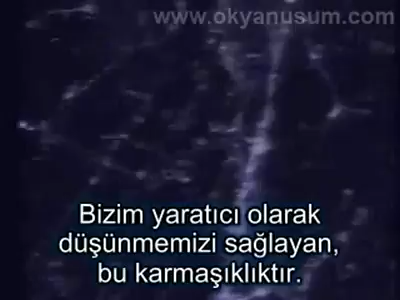 www.okyanusum.com
Bizim yaratıcı olarak
düşünmemizi sağlayan,
bu karmaşıklıktır.